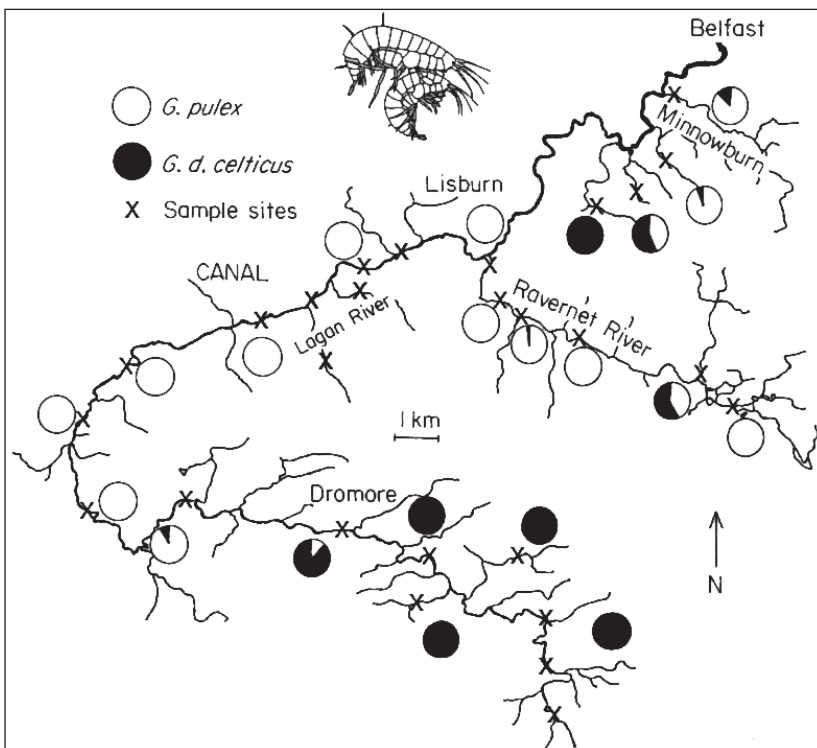 Belfast
G. pulex
G. d. celticus
X Sample sites
Minnowburn
Lisburn
CANAL
Lagan River
Ravernet River
1 km
Dromore
N